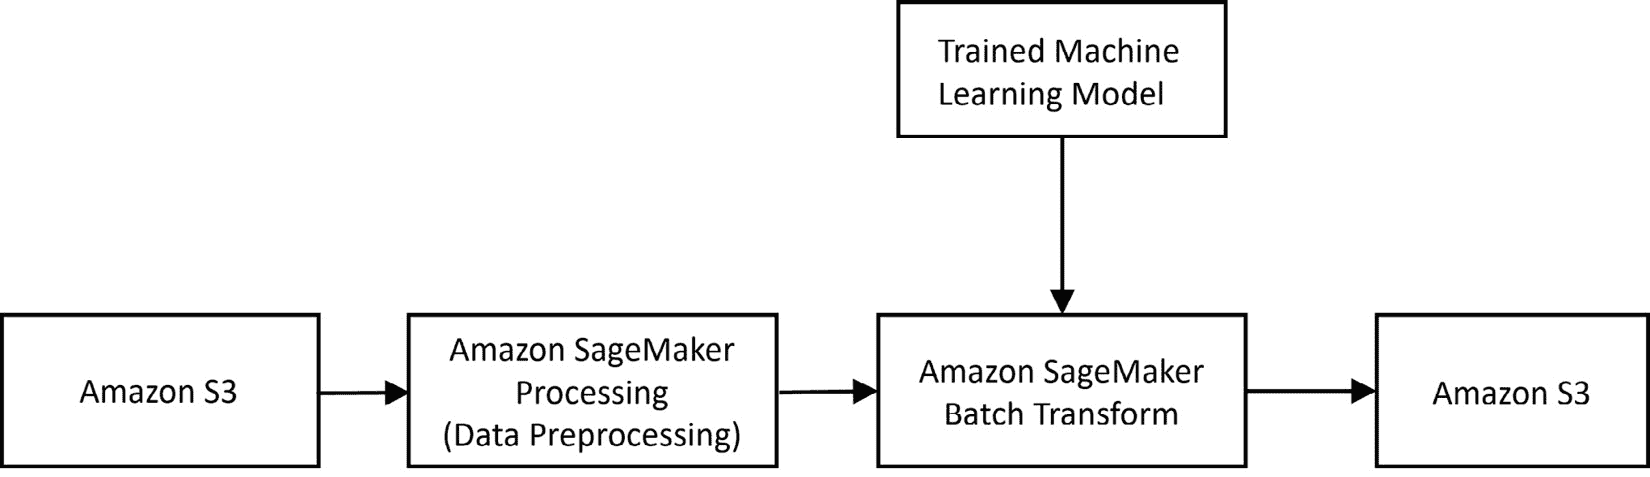 Trained Machine
Learning Model
Amazon S3
Amazon SageMaker
Processing
(Data Preprocessing)
Amazon SageMaker
Batch Transform
Amazon S3